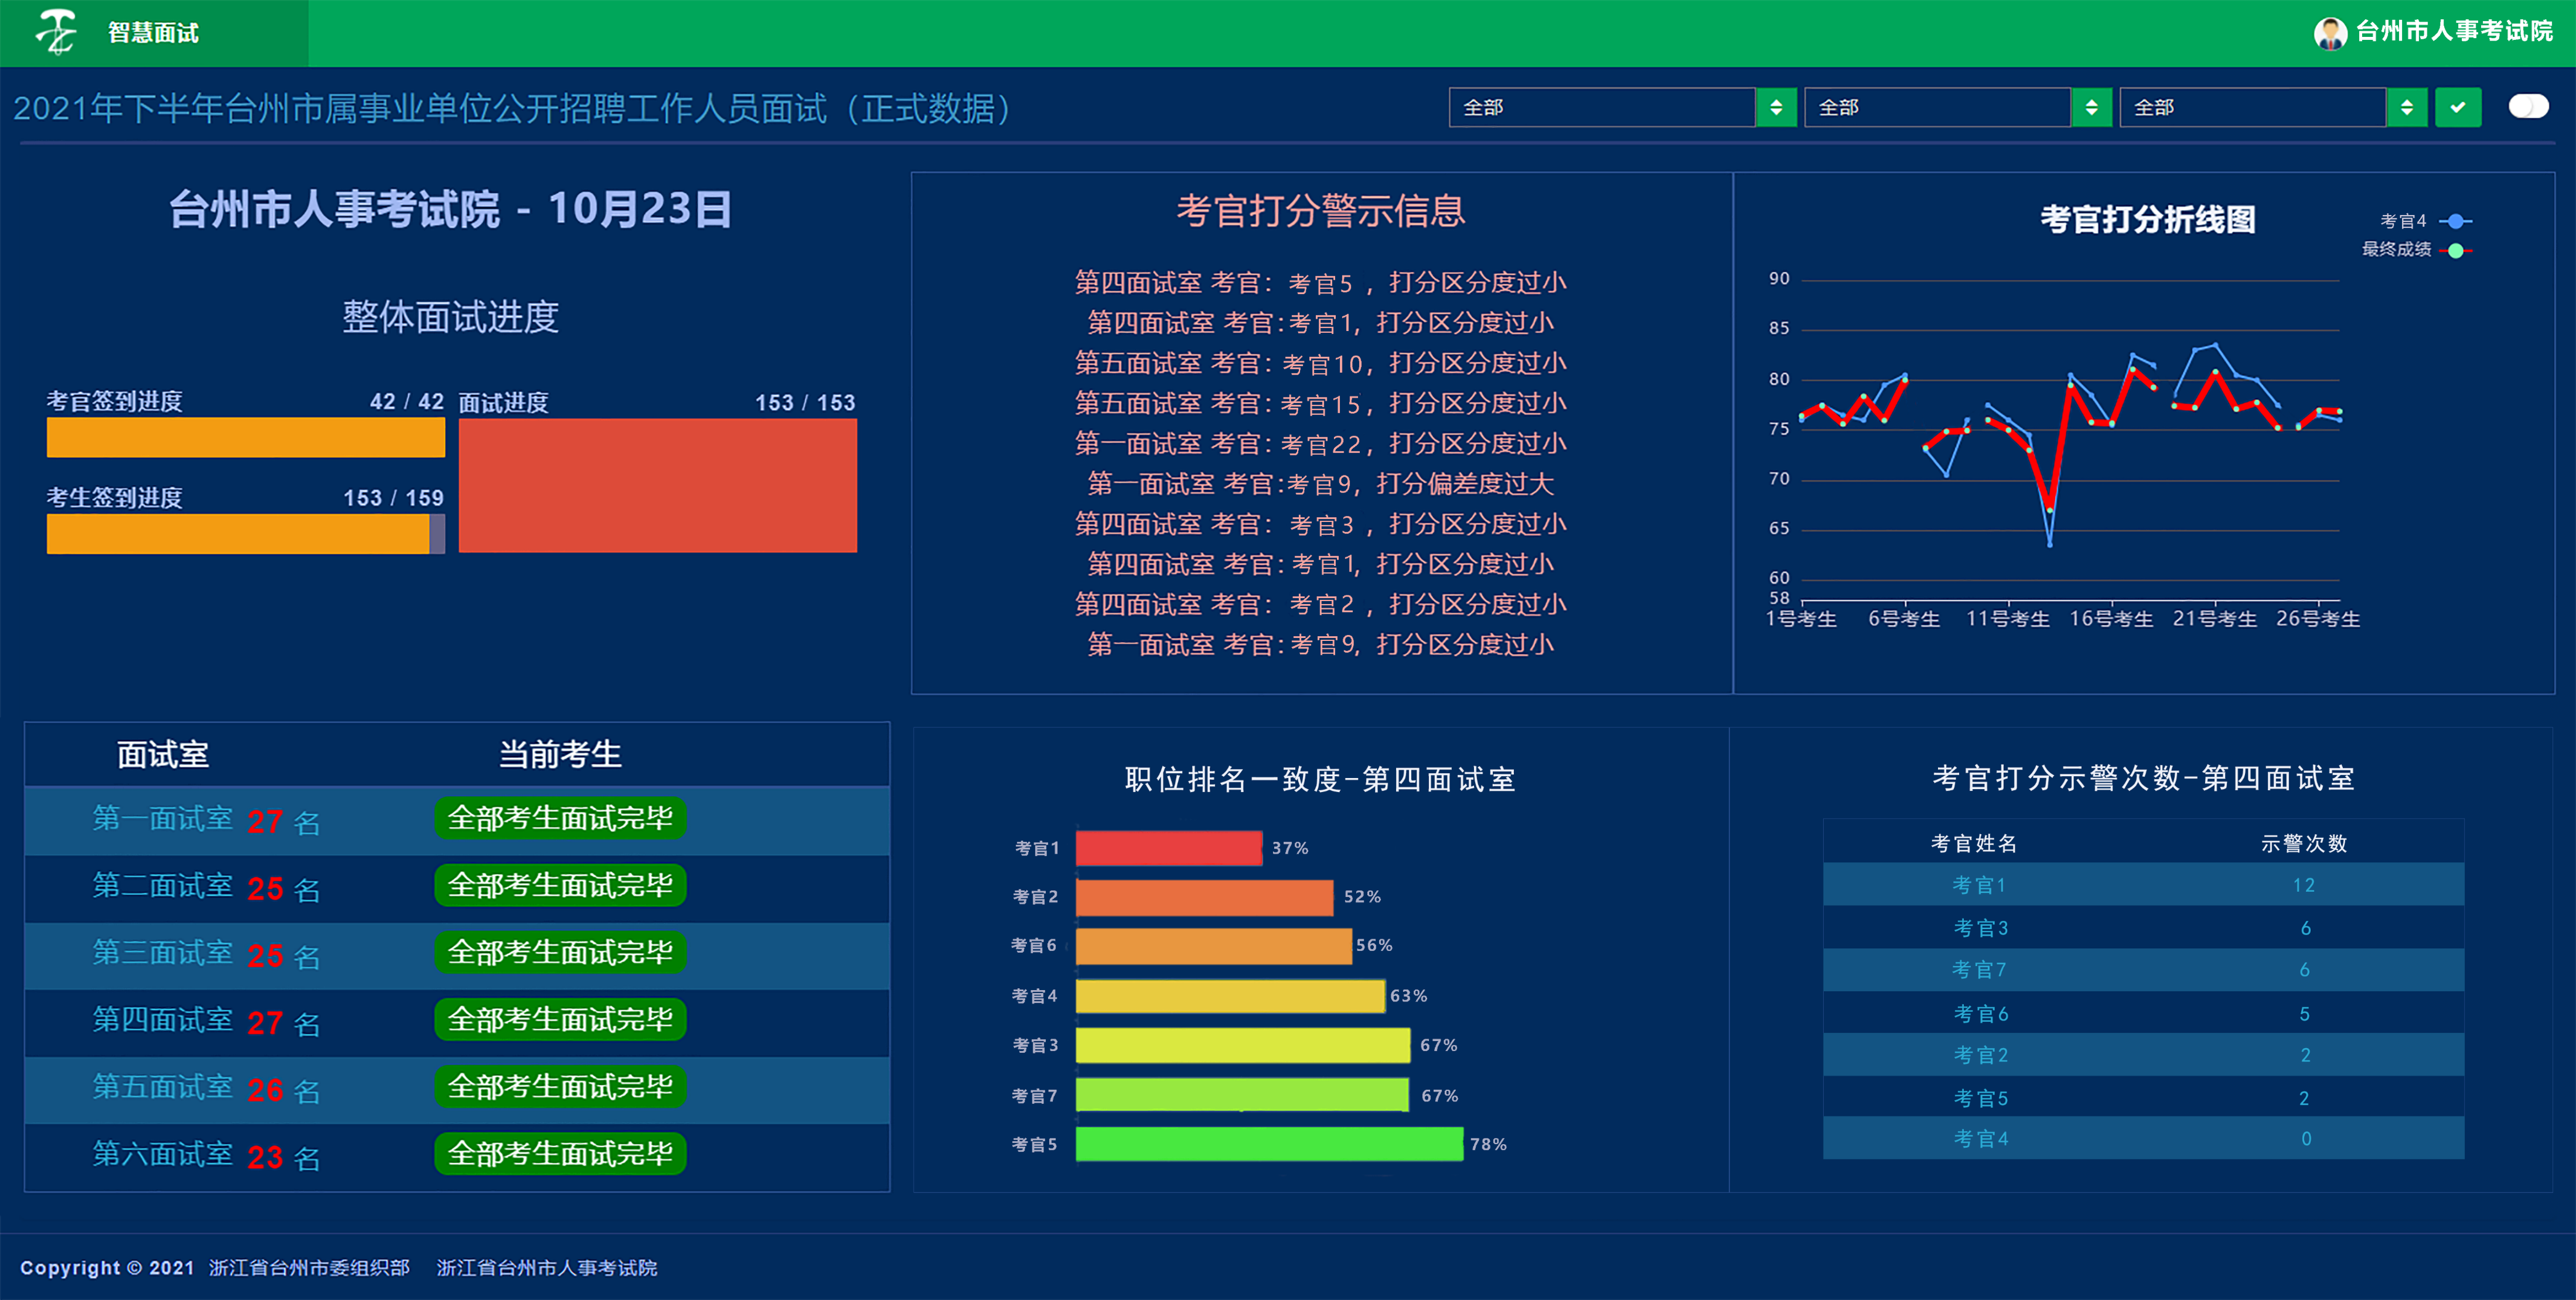 智慧面试
台州市人事考试院
2021年下半年台州市属事业单位公开招聘工作人员面试（正式数据）
全部
全部
全部
台州市人事考试院 - 10月23日
整体面试进度
考官签到进度 42 / 42
面试进度 153 / 153
考生签到进度 153 / 159
考官打分警示信息
第四面试室 考官：考官5 ，打分区分度过小
第四面试室 考官:考官1，打分区分度过小
第五面试室 考官：考官10，打分区分度过小
第五面试室 考官：考官15，打分区分度过小
第一面试室 考官：考官22，打分区分度过小
第一面试室 考官:考官9，打分偏差度过大
第四面试室 考官：考官3 ，打分区分度过小
第四面试室 考官:考官1，打分区分度过小
第四面试室 考官：考官2 ，打分区分度过小
第一面试室 考官:考官9，打分区分度过小
考官打分折线图
考官4
最终成绩
90
85
80
75
70
65
60
58
1号考生 6号考生 11号考生 16号考生 21号考生 26号考生
面试室 当前考生
第一面试室 27 名 全部考生面试完毕
第二面试室 25 名 全部考生面试完毕
第三面试室 25 名 全部考生面试完毕
第四面试室 27 名 全部考生面试完毕
第五面试室 26 名 全部考生面试完毕
第六面试室 23 名 全部考生面试完毕
职位排名一致度-第四面试室
考官1 37%
考官2 52%
考官6 56%
考官4 63%
考官3 67%
考官7 67%
考官5 78%
考官打分示警次数-第四面试室
考官姓名 示警次数
考官1 12
考官3 6
考官7 6
考官6 5
考官2 2
考官5 2
考官4 0
Copyright © 2021 浙江省台州市委组织部 浙江省台州市人事考试院